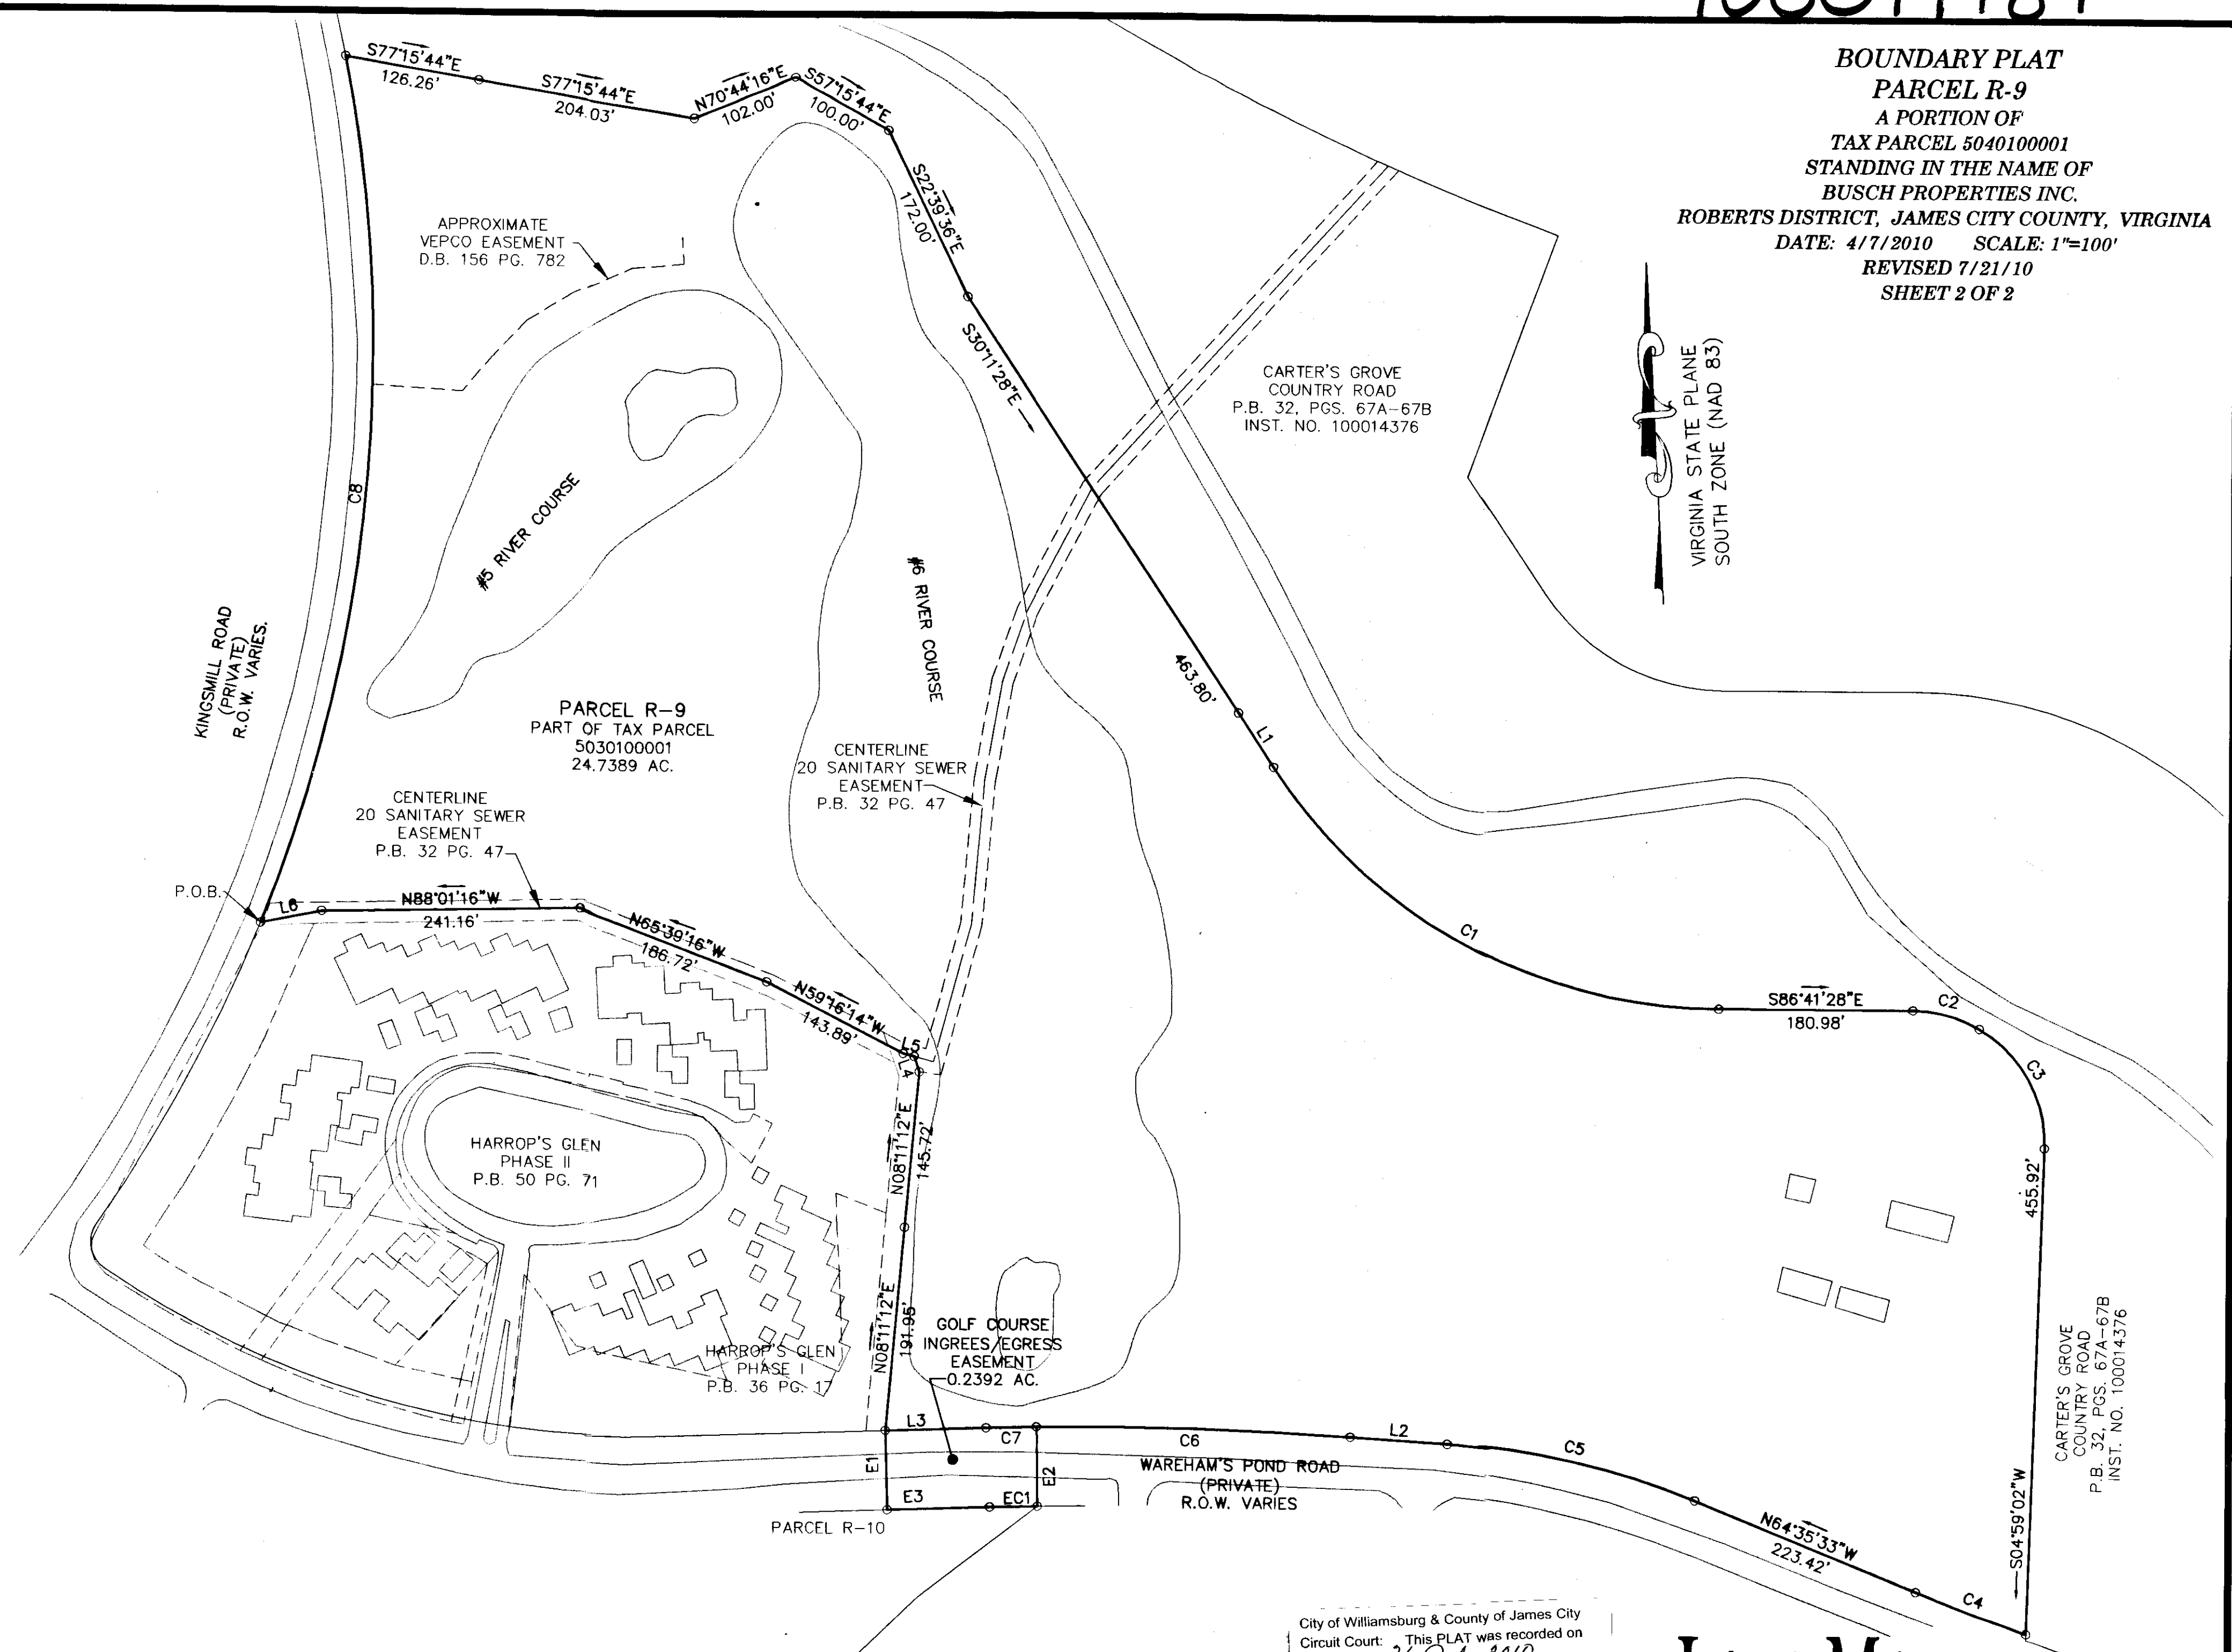 BOUNDARY PLAT
PARCEL R-9
A PORTION OF
TAX PARCEL 5040100001
STANDING IN THE NAME OF
BUSCH PROPERTIES INC.
ROBERTS DISTRICT, JAMES CITY COUNTY, VIRGINIA
DATE: 4/7/2010 SCALE: 1"=100'
REVISED 7/21/10
SHEET 2 OF 2
VIRGINIA STATE PLANE
SOUTH ZONE (NAD 83)
S77°15'44"E
126.26'
S77°15'44"E
204.03'
N70°44'16"E
102.00'
S57°15'44"E
100.00'
S22°39'36"E
172.00'
S30°11'28"E
463.80'
APPROXIMATE
VEPCO EASEMENT
D.B. 156 PG. 782
CARTER'S GROVE
COUNTRY ROAD
P.B. 32, PGS. 67A-67B
INST. NO. 100014376
C8
#5 RIVER COURSE
#6 RIVER COURSE
KINGSMILL ROAD
(PRIVATE)
R.O.W. VARIES.
PARCEL R-9
PART OF TAX PARCEL
5030100001
24.7389 AC.
CENTERLINE
20 SANITARY SEWER
EASEMENT
P.B. 32 PG. 47
CENTERLINE
20 SANITARY SEWER
EASEMENT
P.B. 32 PG. 47
L1
P.O.B.
L6
N88°01'16"W
241.16'
N65°39'16"W
186.72'
N59°16'14"W
143.89'
L5
L4
C1
S86°41'28"E
180.98'
C2
C3
455.92'
S04°59'02"W
N08°11'12"E
145.72'
N08°11'12"E
191.95'
HARROP'S GLEN
PHASE II
P.B. 50 PG. 71
HARROP'S GLEN
PHASE I
P.B. 36 PG. 17
GOLF COURSE
INGREES/EGRESS
EASEMENT
0.2392 AC.
CARTER'S GROVE
COUNTRY ROAD
P.B. 32, PGS. 67A-67B
INST. NO. 100014376
L3
C7
C6
L2
C5
E1
E2
E3
EC1
WAREHAM'S POND ROAD
(PRIVATE)
R.O.W. VARIES
PARCEL R-10
N64°35'33"W
223.42'
C4
City of Williamsburg & County of James City
Circuit Court: This PLAT was recorded on